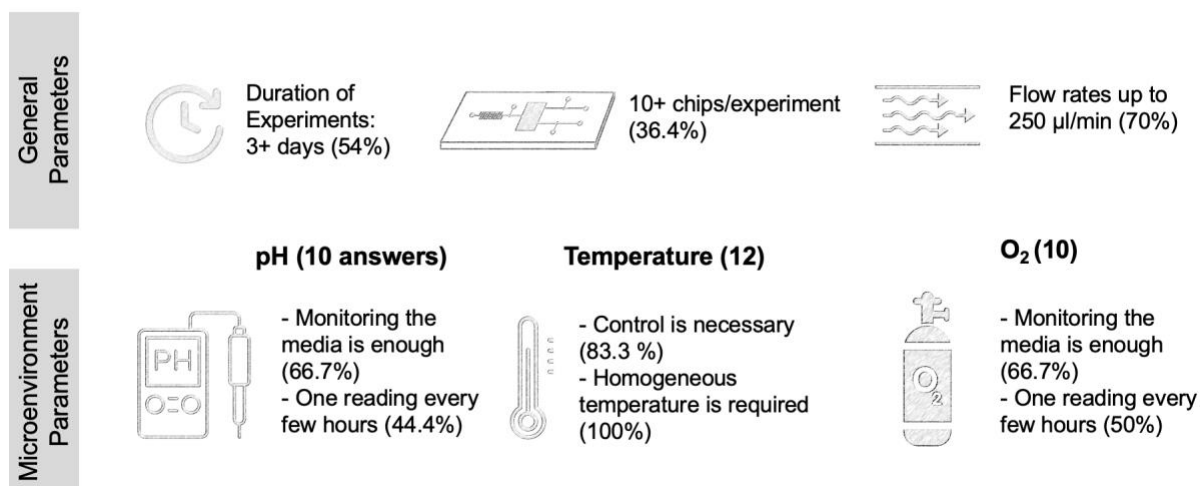 General
Parameters
Duration of
Experiments:
3+ days (54%)
10+ chips/experiment
(36.4%)
Flow rates up to
250 µl/min (70%)
Microenvironment
Parameters
pH (10 answers)
PH
- Monitoring the
media is enough
(66.7%)
- One reading every
few hours (44.4%)
Temperature (12)
- Control is necessary
(83.3 %)
- Homogeneous
temperature is required
(100%)
O₂ (10)
O₂
- Monitoring the
media is enough
(66.7%)
- One reading every
few hours (50%)